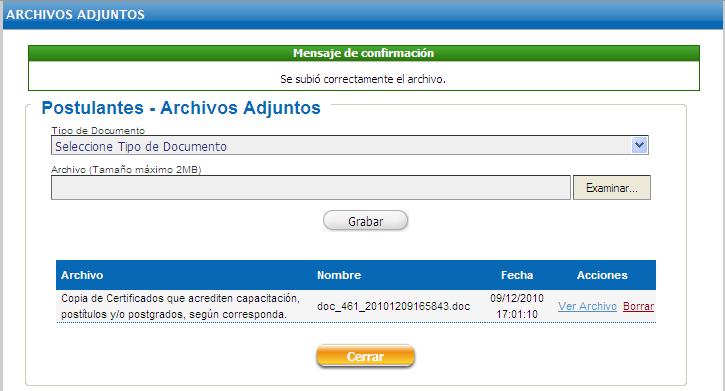 ARCHIVOS ADJUNTOS
Mensaje de confirmación
Se subió correctamente el archivo.
Postulantes - Archivos Adjuntos
Tipo de Documento
Seleccione Tipo de Documento
Archivo (Tamaño máximo 2MB)
Examinar...
Grabar
Archivo Nombre Fecha Acciones
Copia de Certificados que acrediten capacitación, postítulos y/o postgrados, según corresponda. doc_461_20101209165843.doc 09/12/2010 17:01:10 Ver Archivo Borrar
Cerrar